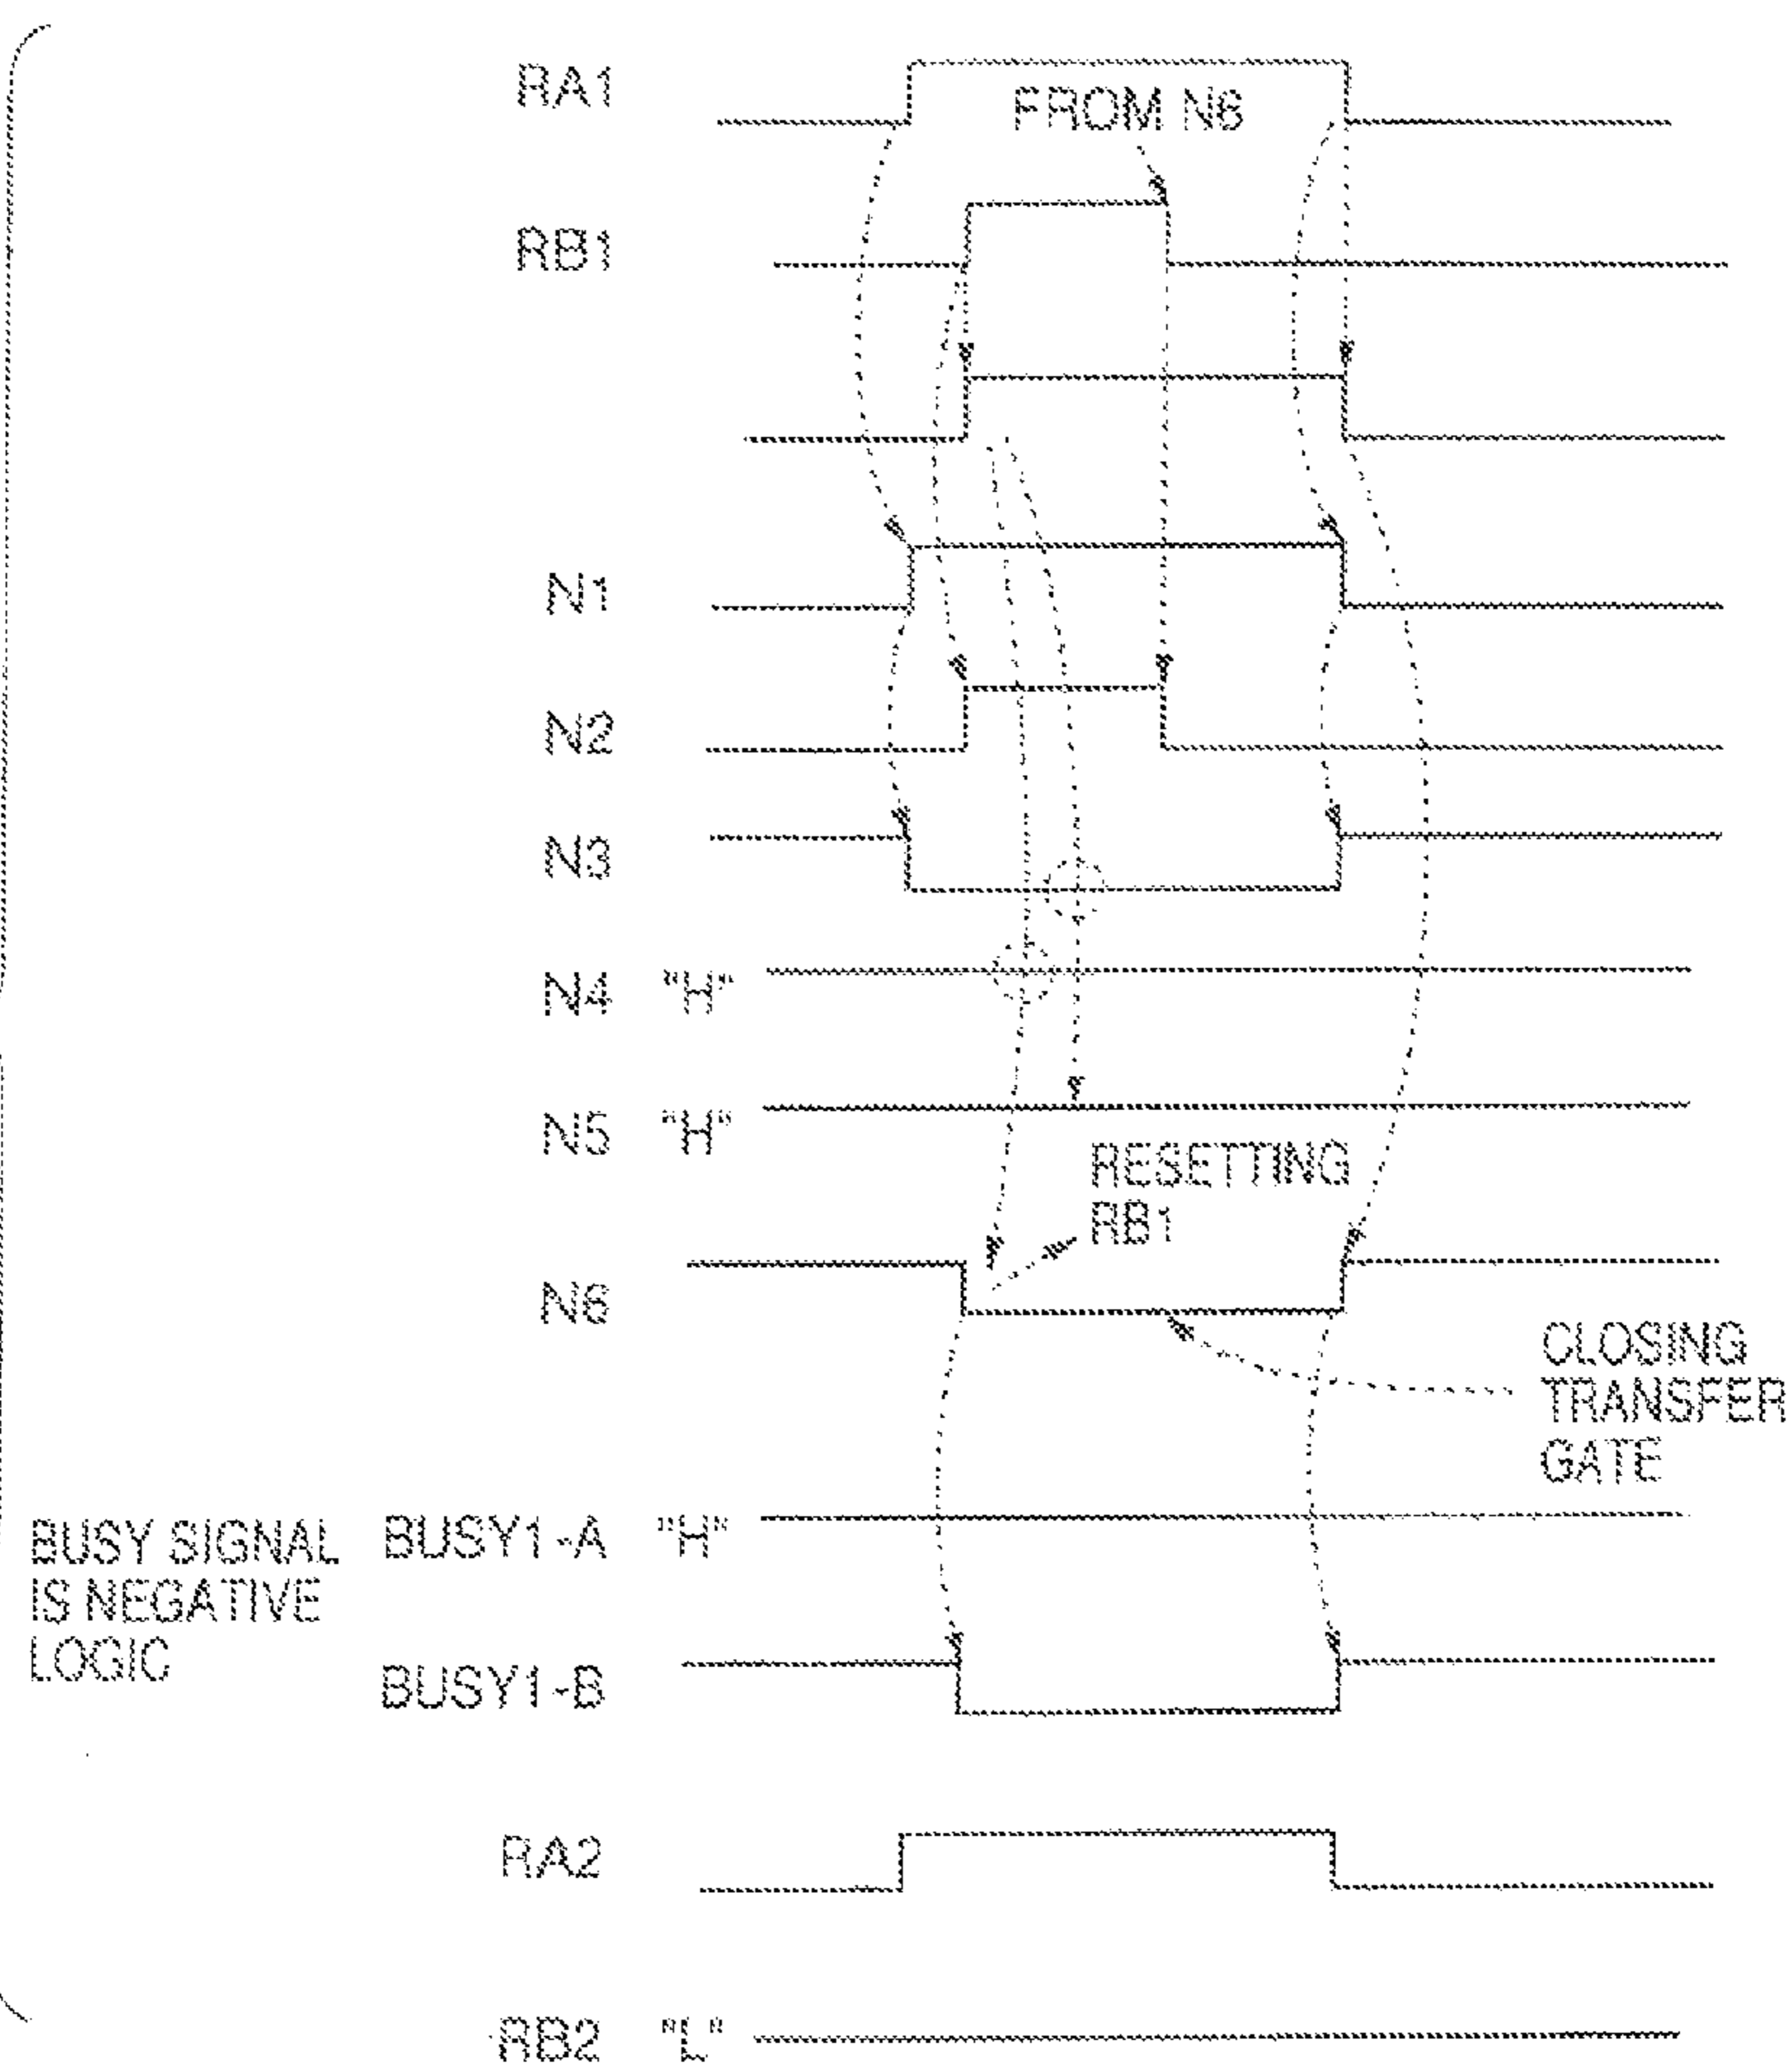 RA1
FROM N6
RB1
N1
N2
N3
N4 "H"
N5 "H"
RESETTING
RB1
N6
CLOSING
TRANSFER
GATE
BUSY SIGNAL
IS NEGATIVE
LOGIC
BUSY1-A "H"
BUSY1-B
RA2
RB2 "L"